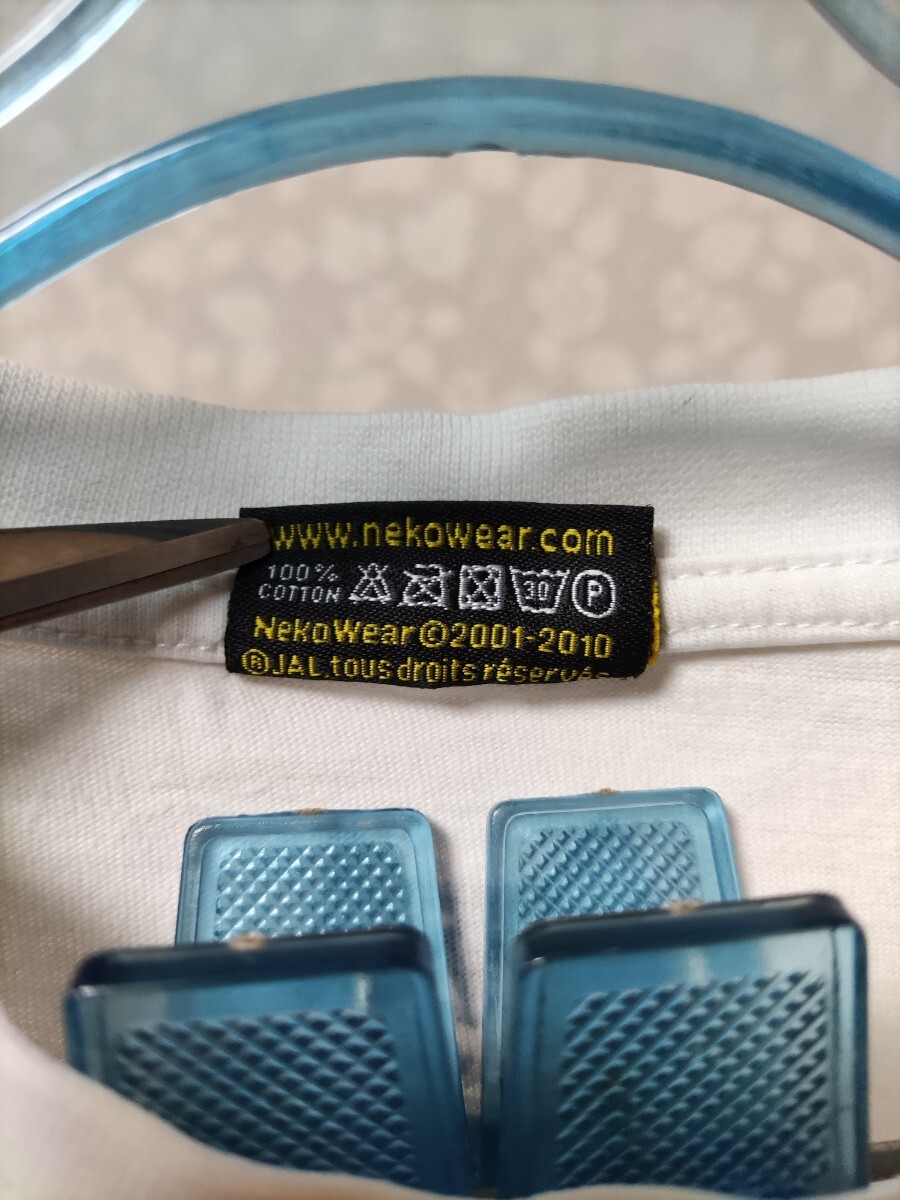 www.nekowear.com
100%
COTTON
30
P
NekoWear©2001-2010
®JAL.tous droits réservés